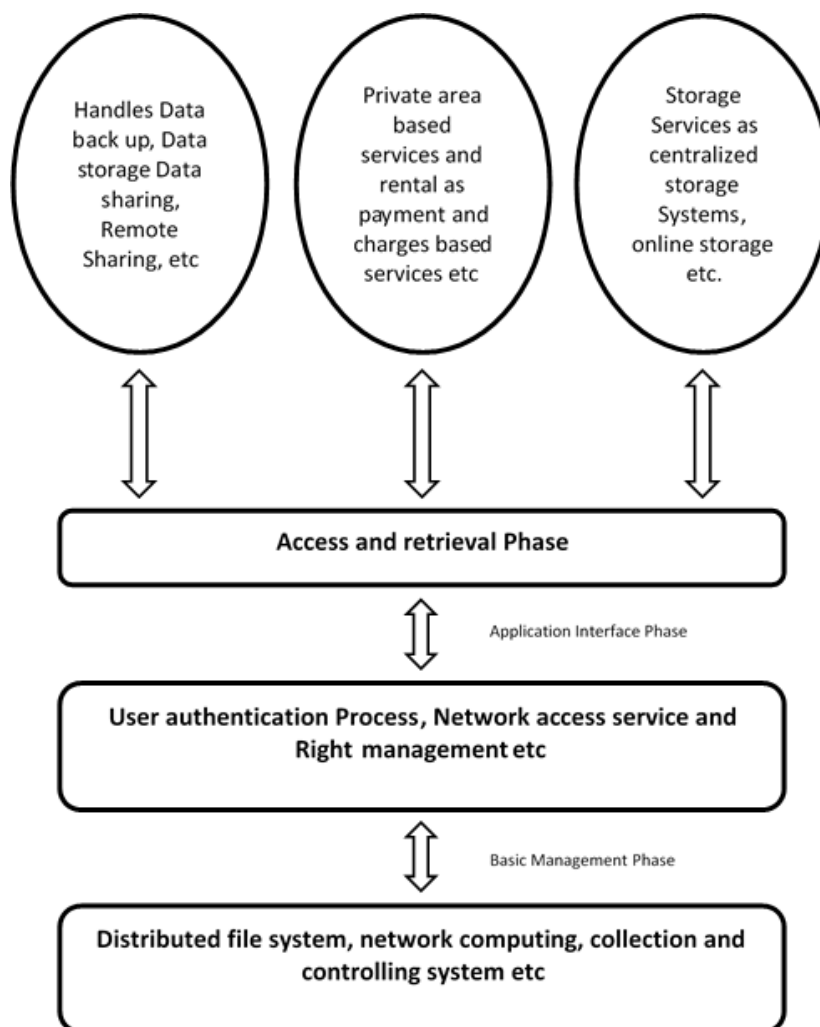 Handles Data
back up, Data
storage Data
sharing,
Remote
Sharing, etc
Private area
based
services and
rental as
payment and
charges based
services etc
Storage
Services as
centralized
storage
Systems,
online storage
etc.
Access and retrieval Phase
Application Interface Phase
User authentication Process, Network access service and
Right management etc
Basic Management Phase
Distributed file system, network computing, collection and
controlling system etc